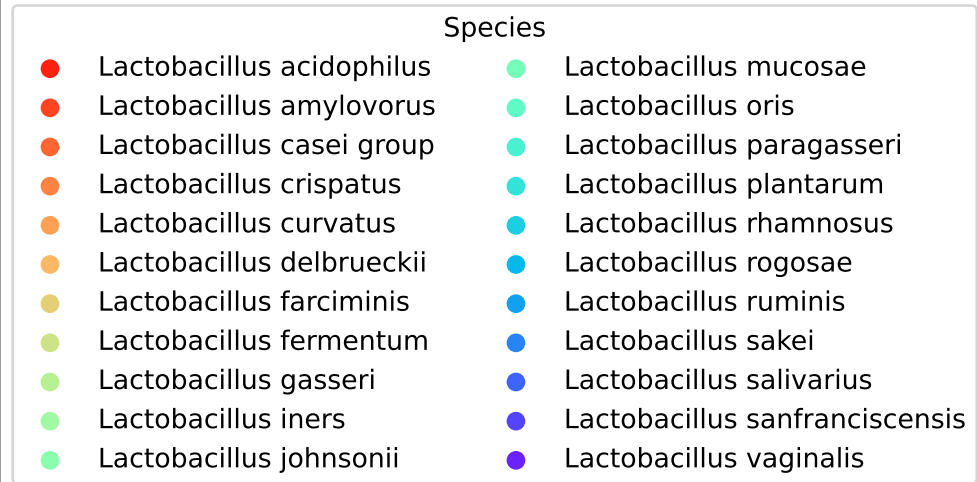 Species
Lactobacillus acidophilus
Lactobacillus amylovorus
Lactobacillus casei group
Lactobacillus crispatus
Lactobacillus curvatus
Lactobacillus delbrueckii
Lactobacillus farciminis
Lactobacillus fermentum
Lactobacillus gasseri
Lactobacillus iners
Lactobacillus johnsonii
Lactobacillus mucosae
Lactobacillus oris
Lactobacillus paragasseri
Lactobacillus plantarum
Lactobacillus rhamnosus
Lactobacillus rogosae
Lactobacillus ruminis
Lactobacillus sakei
Lactobacillus salivarius
Lactobacillus sanfranciscensis
Lactobacillus vaginalis